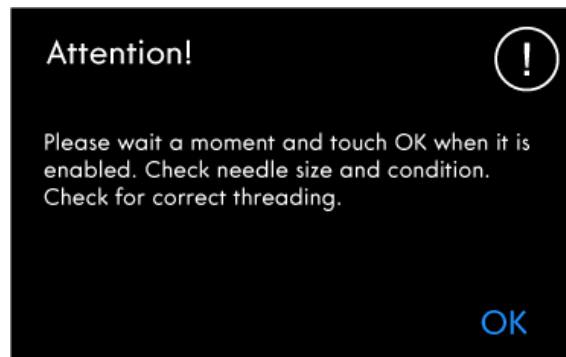 Attention!
Please wait a moment and touch OK when it is
enabled. Check needle size and condition.
Check for correct threading.
OK